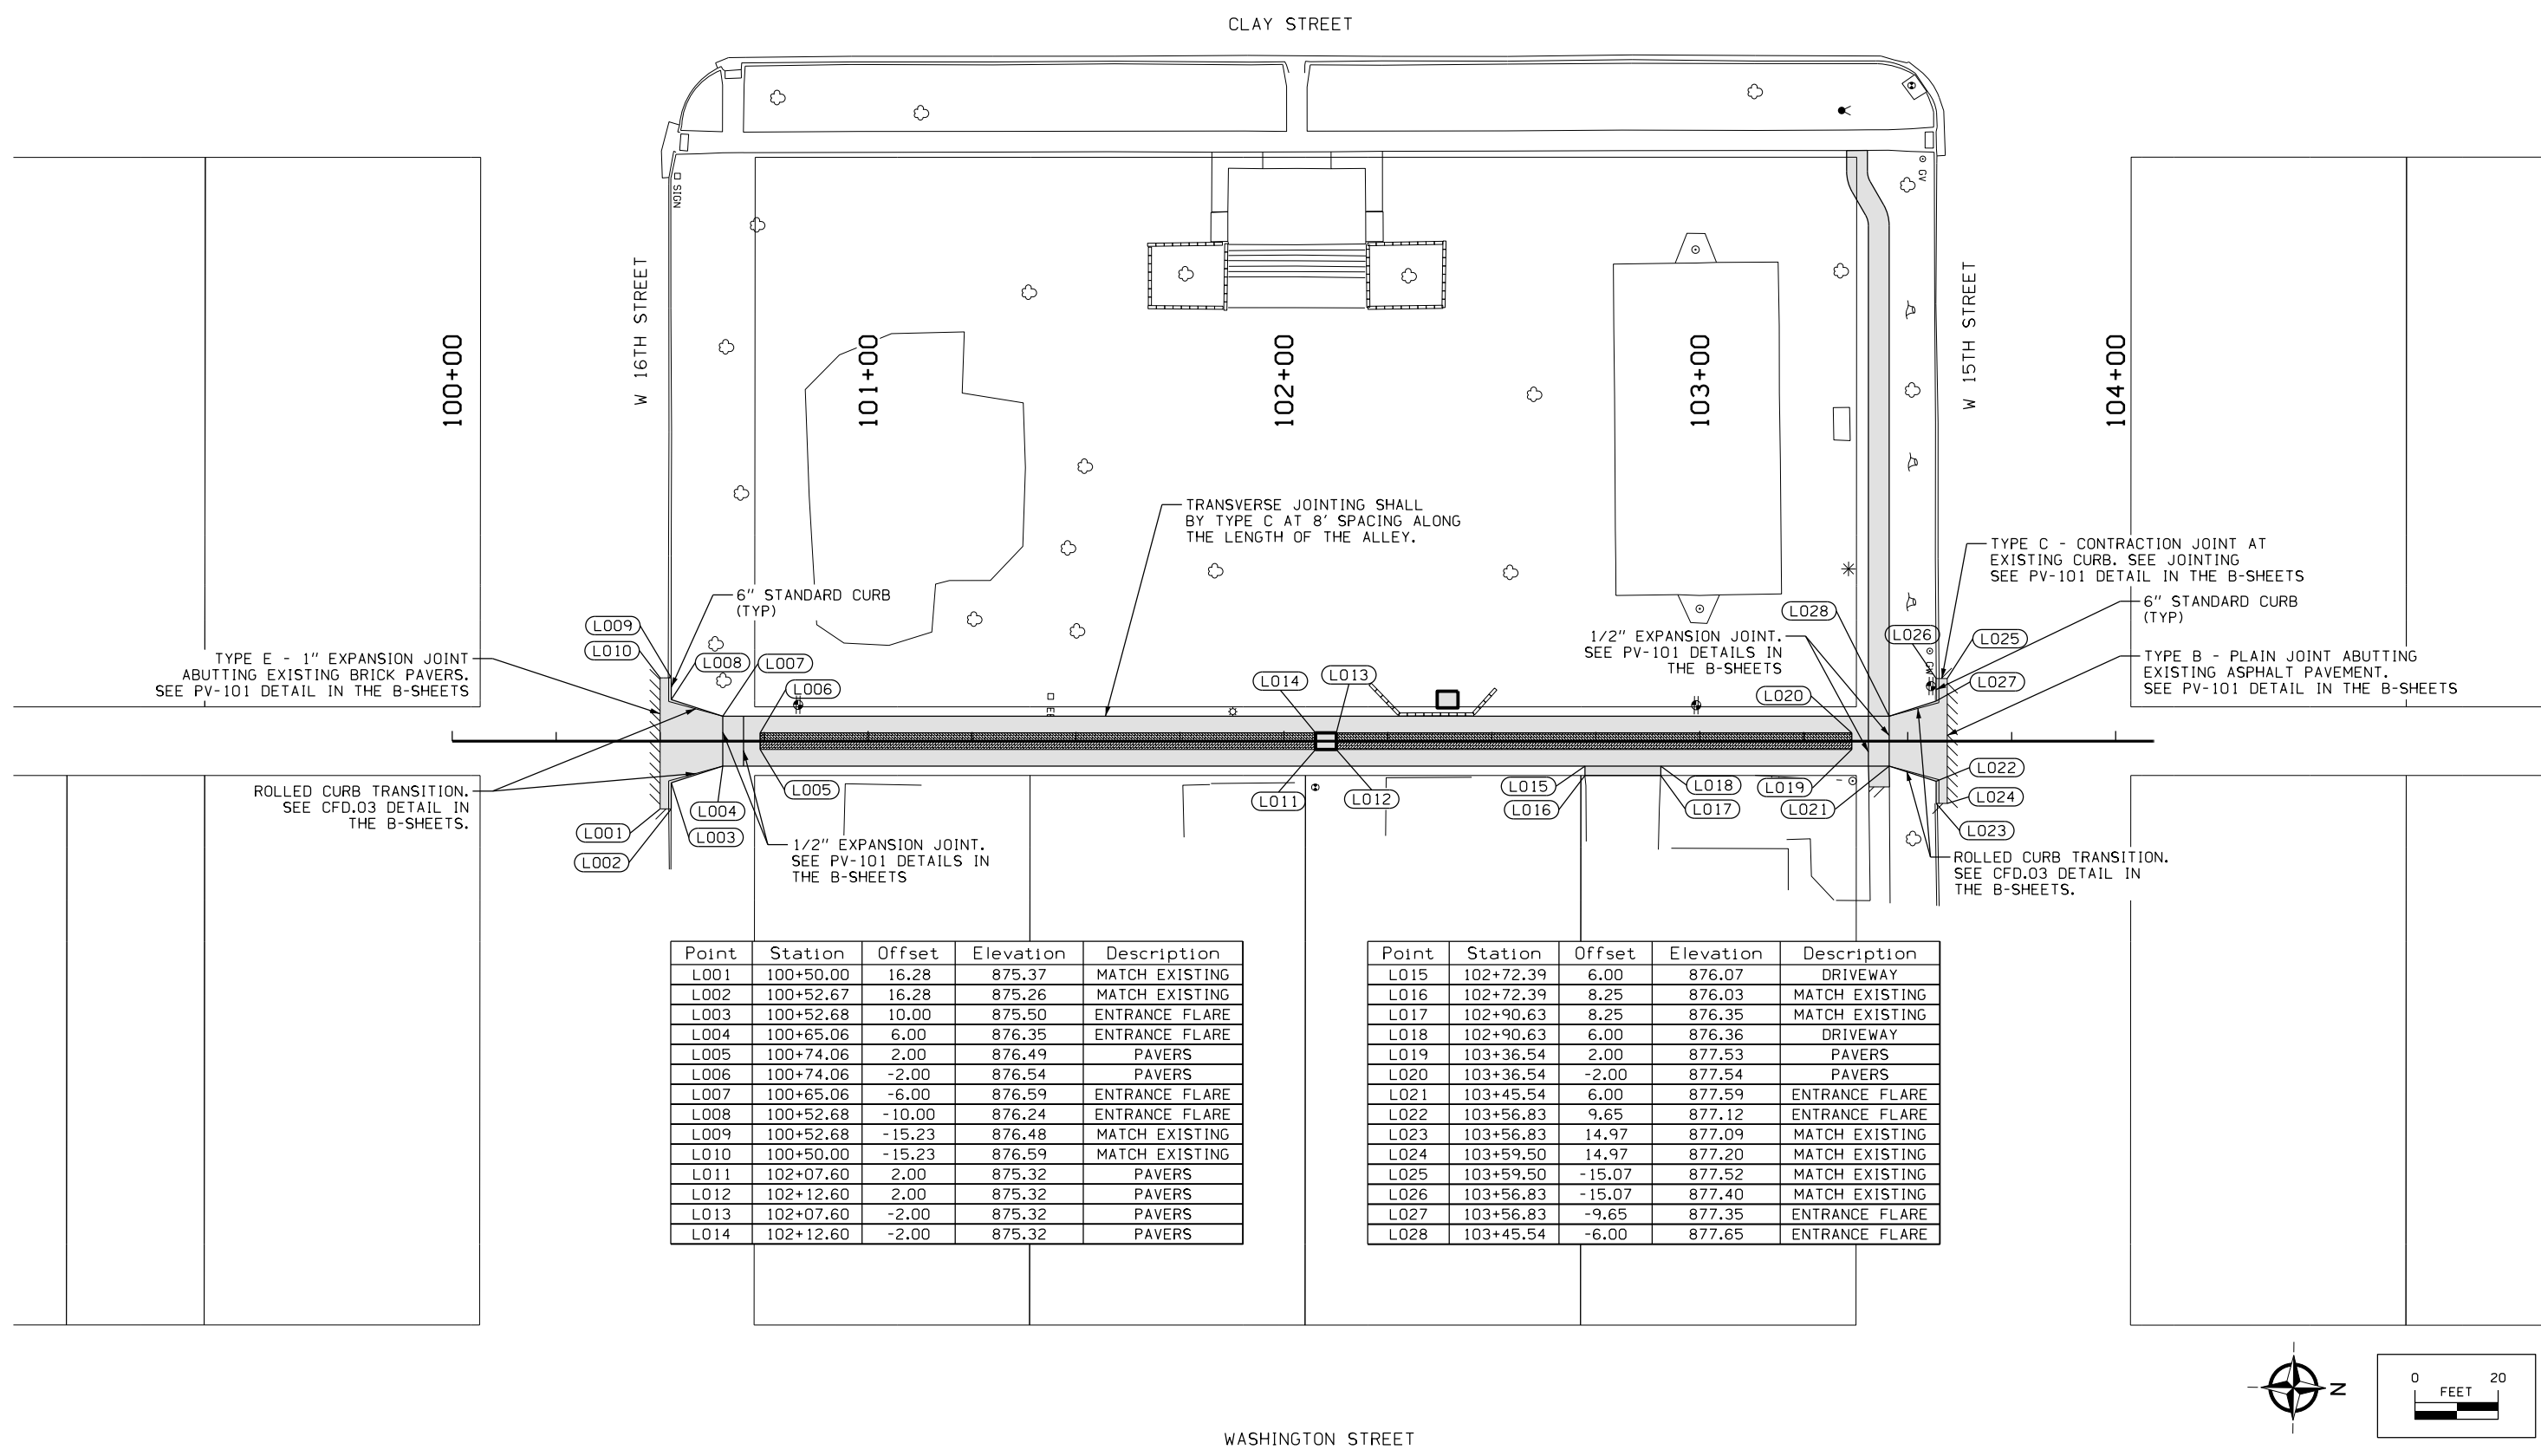 CLAY STREET
SIGN
GV
W 16TH STREET
W 15TH STREET
100+00
101+00
102+00
103+00
104+00
TRANSVERSE JOINTING SHALL
BY TYPE C AT 8' SPACING ALONG
THE LENGTH OF THE ALLEY.
TYPE C - CONTRACTION JOINT AT
EXISTING CURB. SEE JOINTING
SEE PV-101 DETAIL IN THE B-SHEETS
6" STANDARD CURB
(TYP)
6" STANDARD CURB
(TYP)
L009
L010
L008
L007
L006
L028
L026
L025
L027
1/2" EXPANSION JOINT.
SEE PV-101 DETAILS IN
THE B-SHEETS
TYPE E - 1" EXPANSION JOINT
ABUTTING EXISTING BRICK PAVERS.
SEE PV-101 DETAIL IN THE B-SHEETS
TYPE B - PLAIN JOINT ABUTTING
EXISTING ASPHALT PAVEMENT.
SEE PV-101 DETAIL IN THE B-SHEETS
L014
L013
L020
ROLLED CURB TRANSITION.
SEE CFD.03 DETAIL IN
THE B-SHEETS.
L005
L004
L003
L001
L002
L011
L012
L015
L016
L018
L017
L019
L021
L022
L024
L023
1/2" EXPANSION JOINT.
SEE PV-101 DETAILS IN
THE B-SHEETS
ROLLED CURB TRANSITION.
SEE CFD.03 DETAIL IN
THE B-SHEETS.
Point Station Offset Elevation Description
L001 100+50.00 16.28 875.37 MATCH EXISTING
L002 100+52.67 16.28 875.26 MATCH EXISTING
L003 100+52.68 10.00 875.50 ENTRANCE FLARE
L004 100+65.06 6.00 876.35 ENTRANCE FLARE
L005 100+74.06 2.00 876.49 PAVERS
L006 100+74.06 -2.00 876.54 PAVERS
L007 100+65.06 -6.00 876.59 ENTRANCE FLARE
L008 100+52.68 -10.00 876.24 ENTRANCE FLARE
L009 100+52.68 -15.23 876.48 MATCH EXISTING
L010 100+50.00 -15.23 876.59 MATCH EXISTING
L011 102+07.60 2.00 875.32 PAVERS
L012 102+12.60 2.00 875.32 PAVERS
L013 102+07.60 -2.00 875.32 PAVERS
L014 102+12.60 -2.00 875.32 PAVERS
Point Station Offset Elevation Description
L015 102+72.39 6.00 876.07 DRIVEWAY
L016 102+72.39 8.25 876.03 MATCH EXISTING
L017 102+90.63 8.25 876.35 MATCH EXISTING
L018 102+90.63 6.00 876.36 DRIVEWAY
L019 103+36.54 2.00 877.53 PAVERS
L020 103+36.54 -2.00 877.54 PAVERS
L021 103+45.54 6.00 877.59 ENTRANCE FLARE
L022 103+56.83 9.65 877.12 ENTRANCE FLARE
L023 103+56.83 14.97 877.09 MATCH EXISTING
L024 103+59.50 14.97 877.20 MATCH EXISTING
L025 103+59.50 -15.07 877.52 MATCH EXISTING
L026 103+56.83 -15.07 877.40 MATCH EXISTING
L027 103+56.83 -9.65 877.35 ENTRANCE FLARE
L028 103+45.54 -6.00 877.65 ENTRANCE FLARE
N
0 20
FEET
WASHINGTON STREET